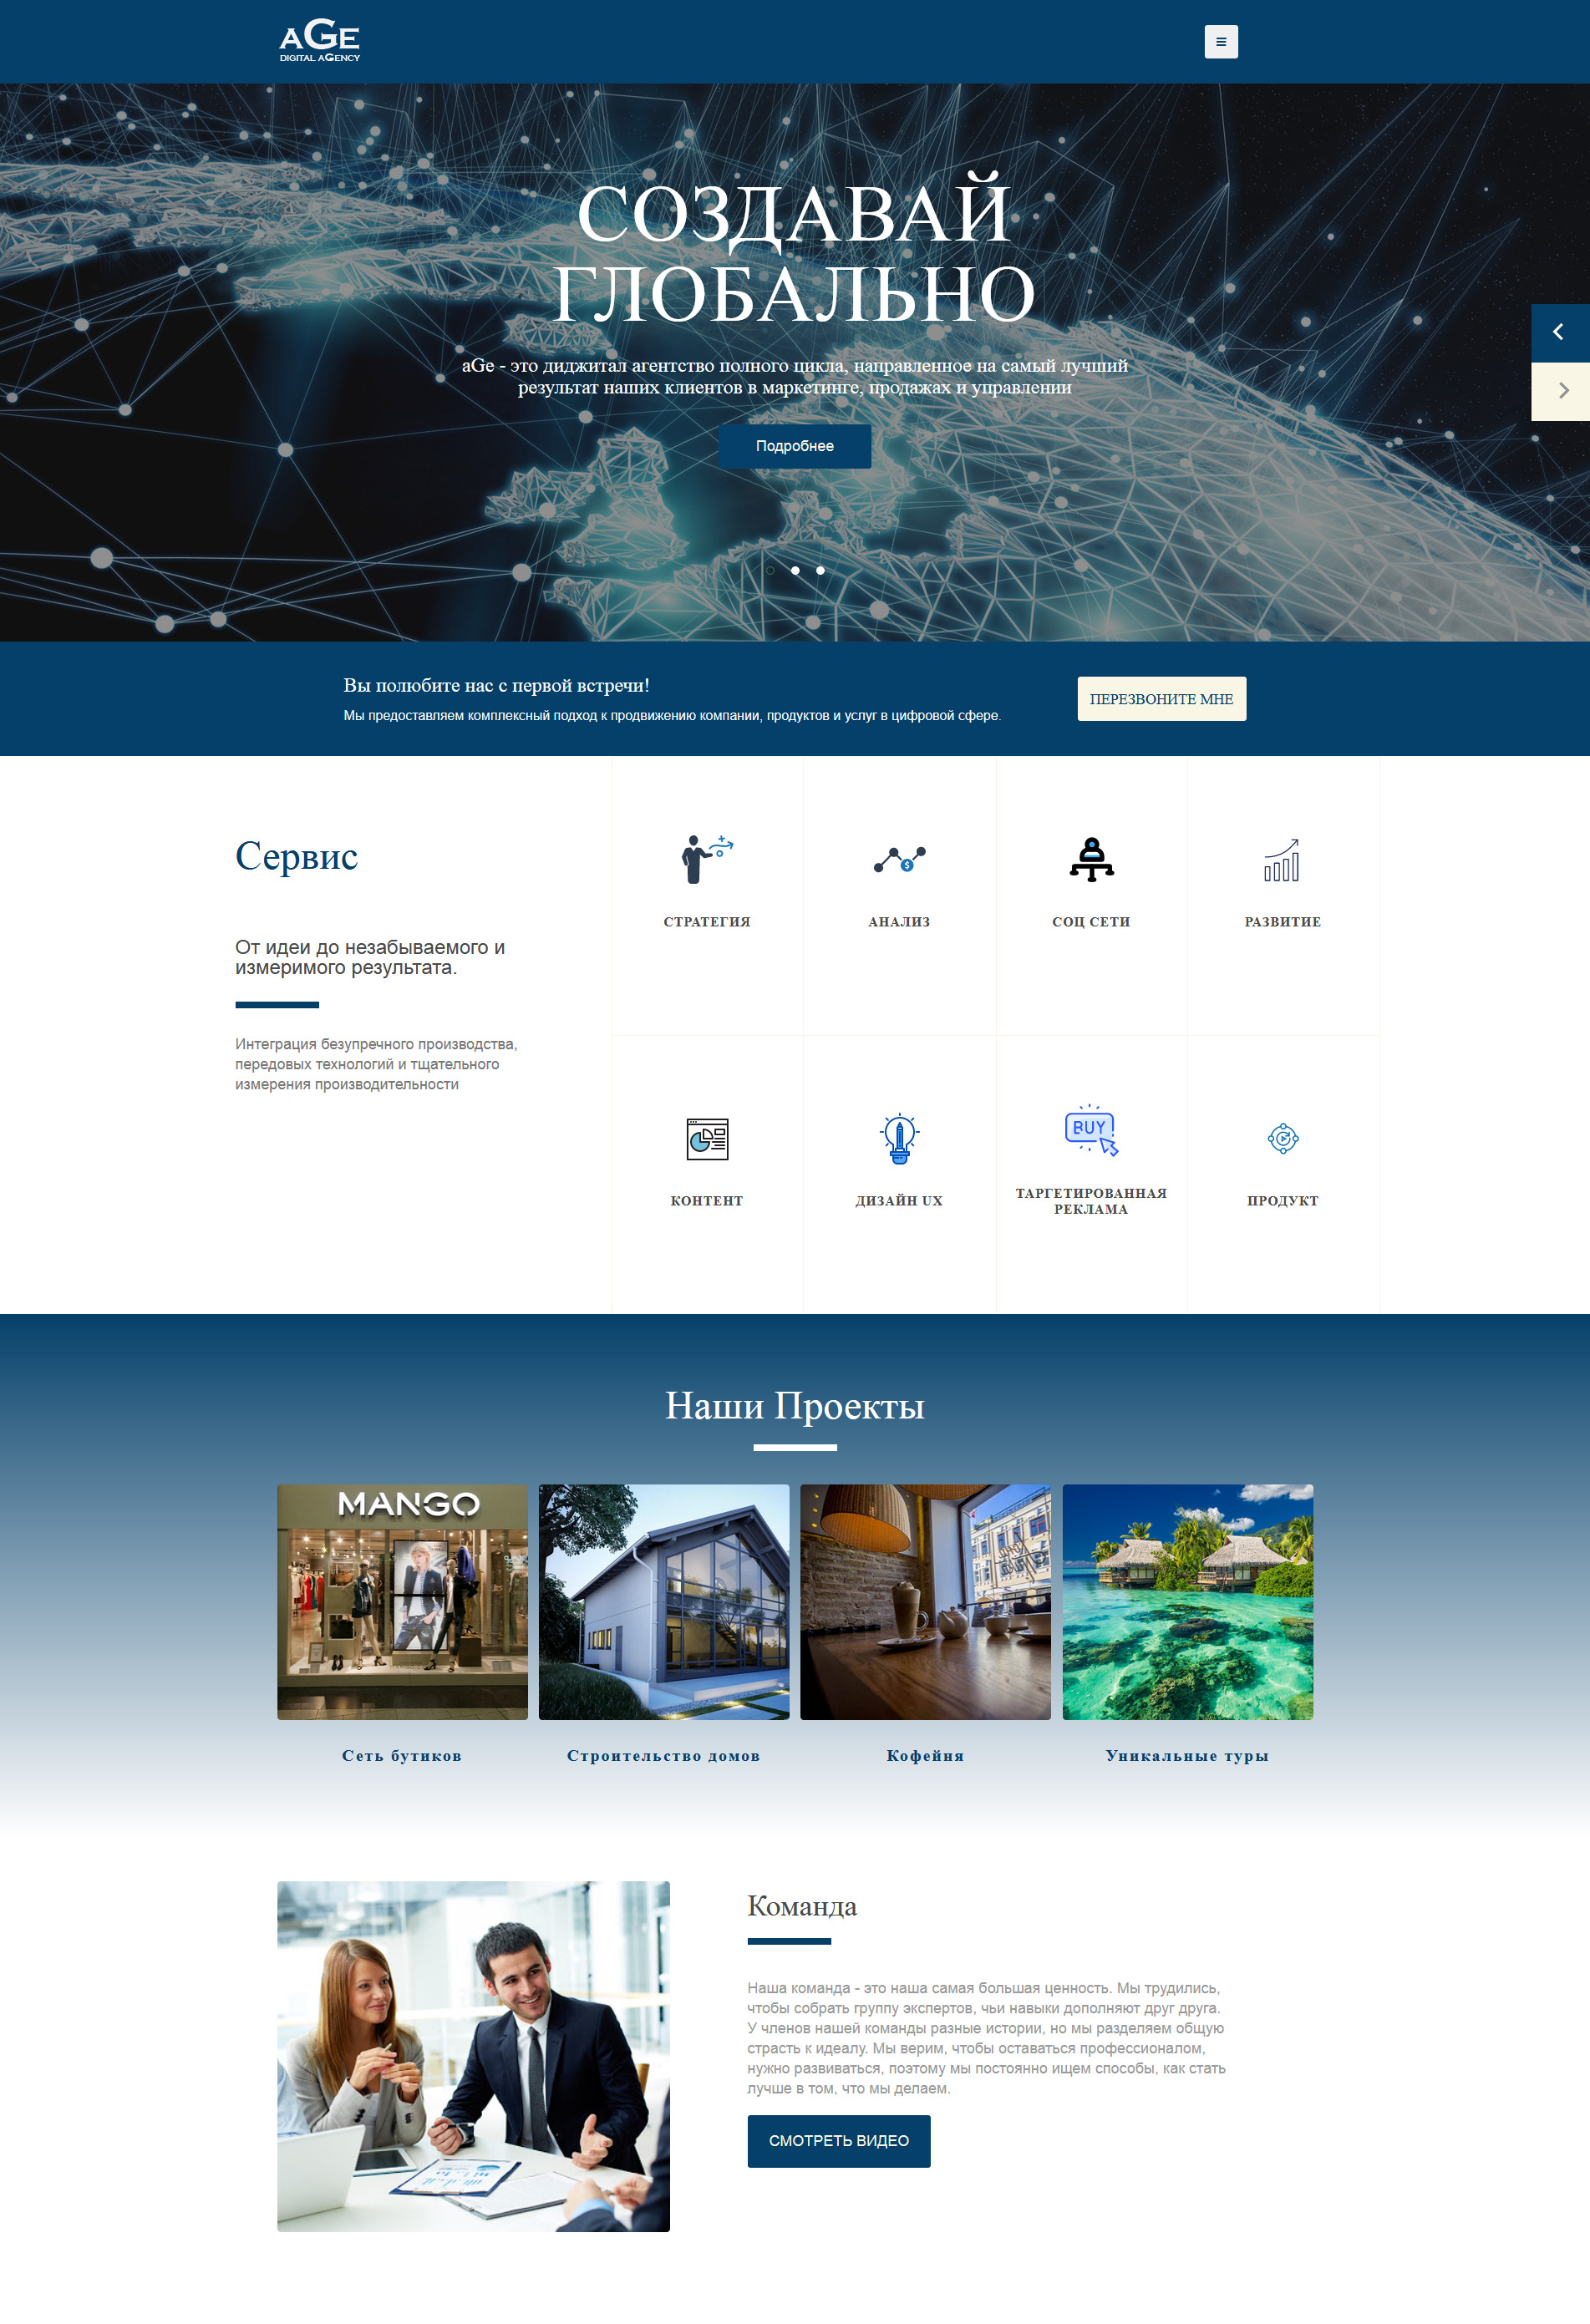 AGE
DIGITAL AGENCY
СОЗДАВАЙ
ГЛОБАЛЬНО
aGe - это диджитал агентство полного цикла, направленное на самый лучший
результат наших клиентов в маркетинге, продажах и управлении
Подробнее
Вы полюбите нас с первой встречи!
Мы предоставляем комплексный подход к продвижению компании, продуктов и услуг в цифровой сфере.
ПЕРЕЗВОНИТЕ МНЕ
Сервис
От идеи до незабываемого и
измеримого результата.
Интеграция безупречного производства,
передовых технологий и тщательного
измерения производительности
СТРАТЕГИЯ
АНАЛИЗ
СОЦ СЕТИ
РАЗВИТИЕ
BUY
КОНТЕНТ
ДИЗАЙН UX
ТАРГЕТИРОВАННАЯ
РЕКЛАМА
ПРОДУКТ
Наши Проекты
MANGO
Сеть бутиков
Строительство домов
Кофейня
Уникальные туры
Команда
Наша команда - это наша самая большая ценность. Мы трудились,
чтобы собрать группу экспертов, чьи навыки дополняют друг друга.
У членов нашей команды разные истории, но мы разделяем общую
страсть к идеалу. Мы верим, чтобы оставаться профессионалом,
нужно развиваться, поэтому мы постоянно ищем способы, как стать
лучше в том, что мы делаем.
СМОТРЕТЬ ВИДЕО